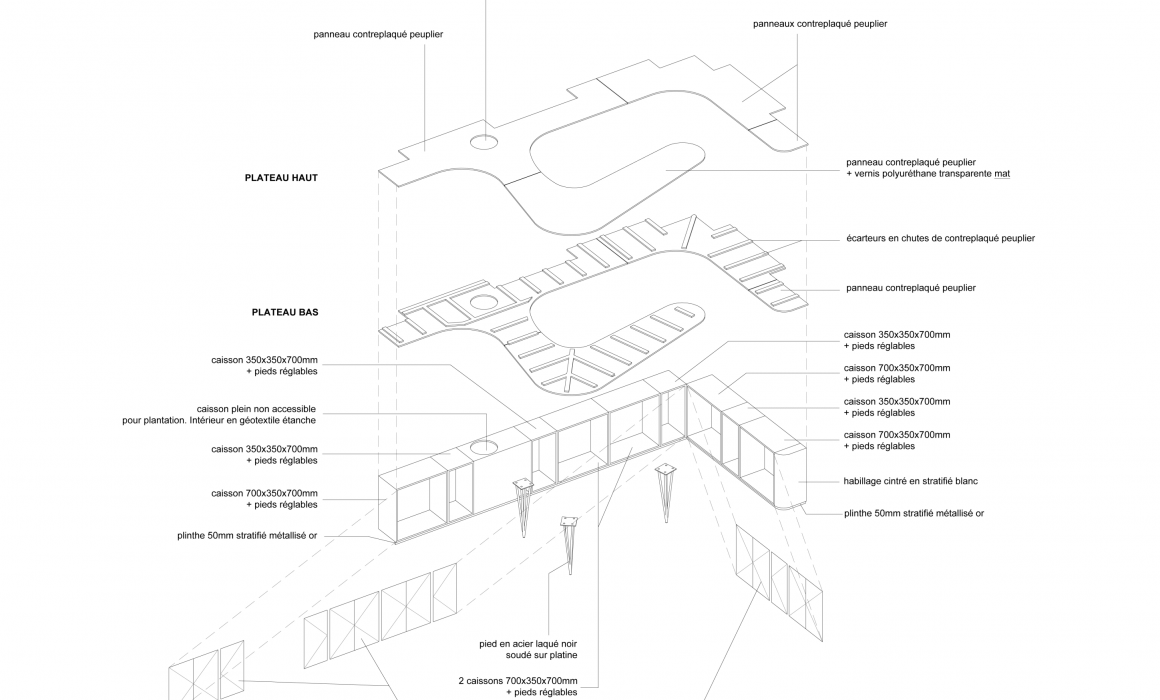 panneau contreplaqué peuplier
panneaux contreplaqué peuplier
PLATEAU HAUT
panneau contreplaqué peuplier
+ vernis polyuréthane transparente mat
écarteurs en chutes de contreplaqué peuplier
panneau contreplaqué peuplier
PLATEAU BAS
caisson 350x350x700mm
+ pieds réglables
caisson plein non accessible
pour plantation. Intérieur en géotextile étanche
caisson 350x350x700mm
+ pieds réglables
caisson 700x350x700mm
+ pieds réglables
plinthe 50mm stratifié métallisé or
caisson 350x350x700mm
+ pieds réglables
caisson 700x350x700mm
+ pieds réglables
caisson 350x350x700mm
+ pieds réglables
caisson 700x350x700mm
+ pieds réglables
habillage cintré en stratifié blanc
plinthe 50mm stratifié métallisé or
pied en acier laqué noir
soudé sur platine
2 caissons 700x350x700mm
+ pieds réglables